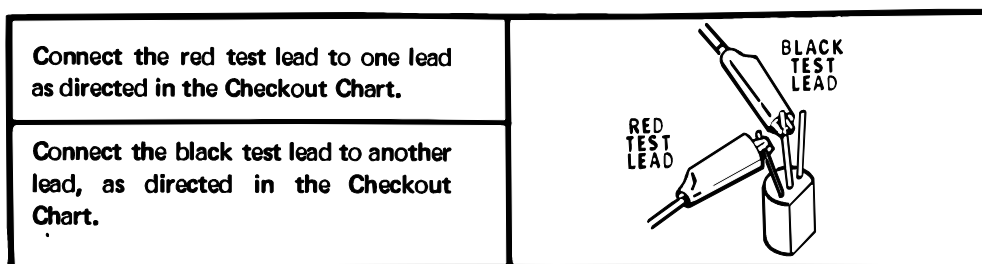 Connect the red test lead to one lead
as directed in the Checkout Chart.
Connect the black test lead to another
lead, as directed in the Checkout
Chart.
BLACK
TEST
LEAD
RED
TEST
LEAD